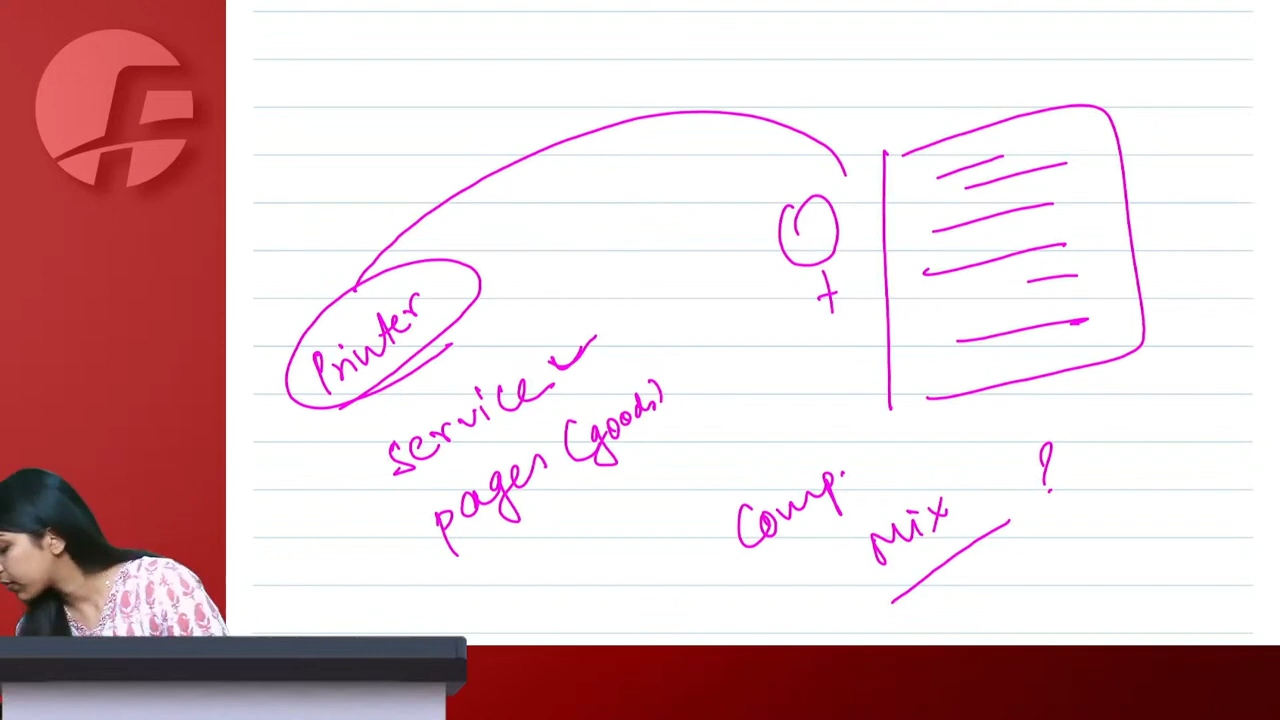 Printer
service
pages (goods)
Comp.
Mix ?